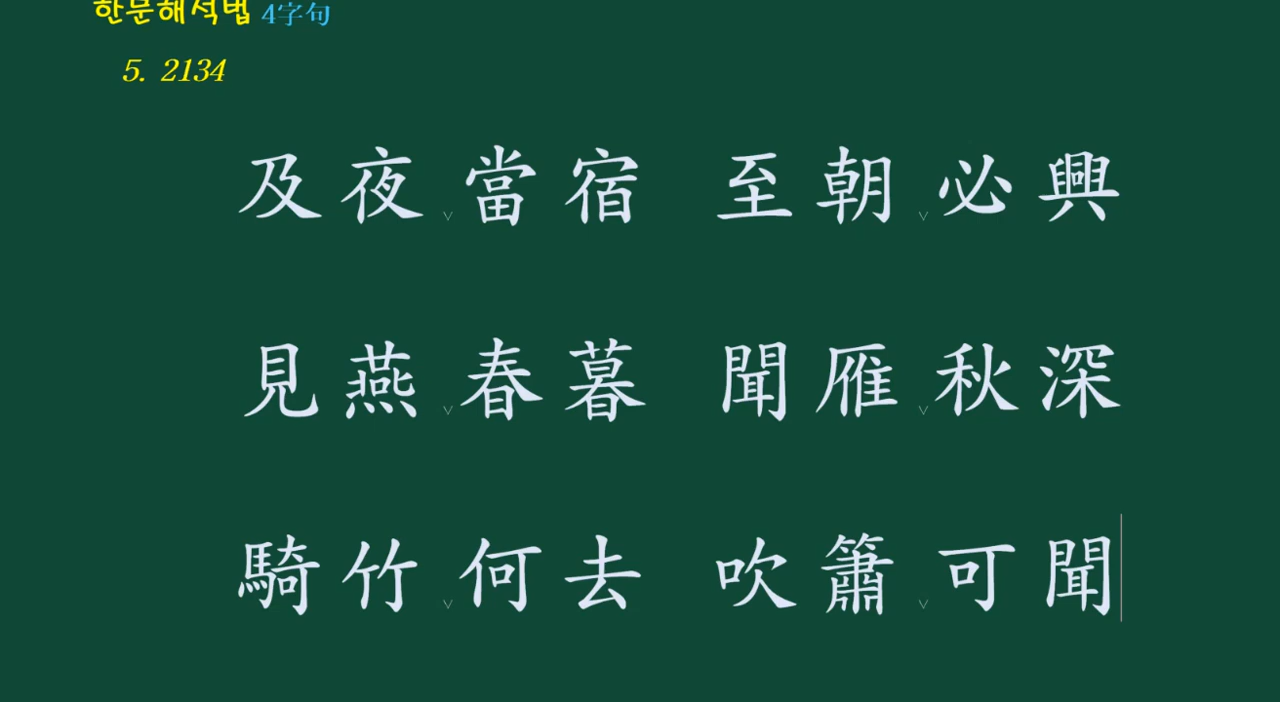 한문해석법 4字句
5. 2134
及夜∨當宿 至朝∨必興
見燕∨春暮 聞雁∨秋深
騎竹∨何去 吹簫∨可聞